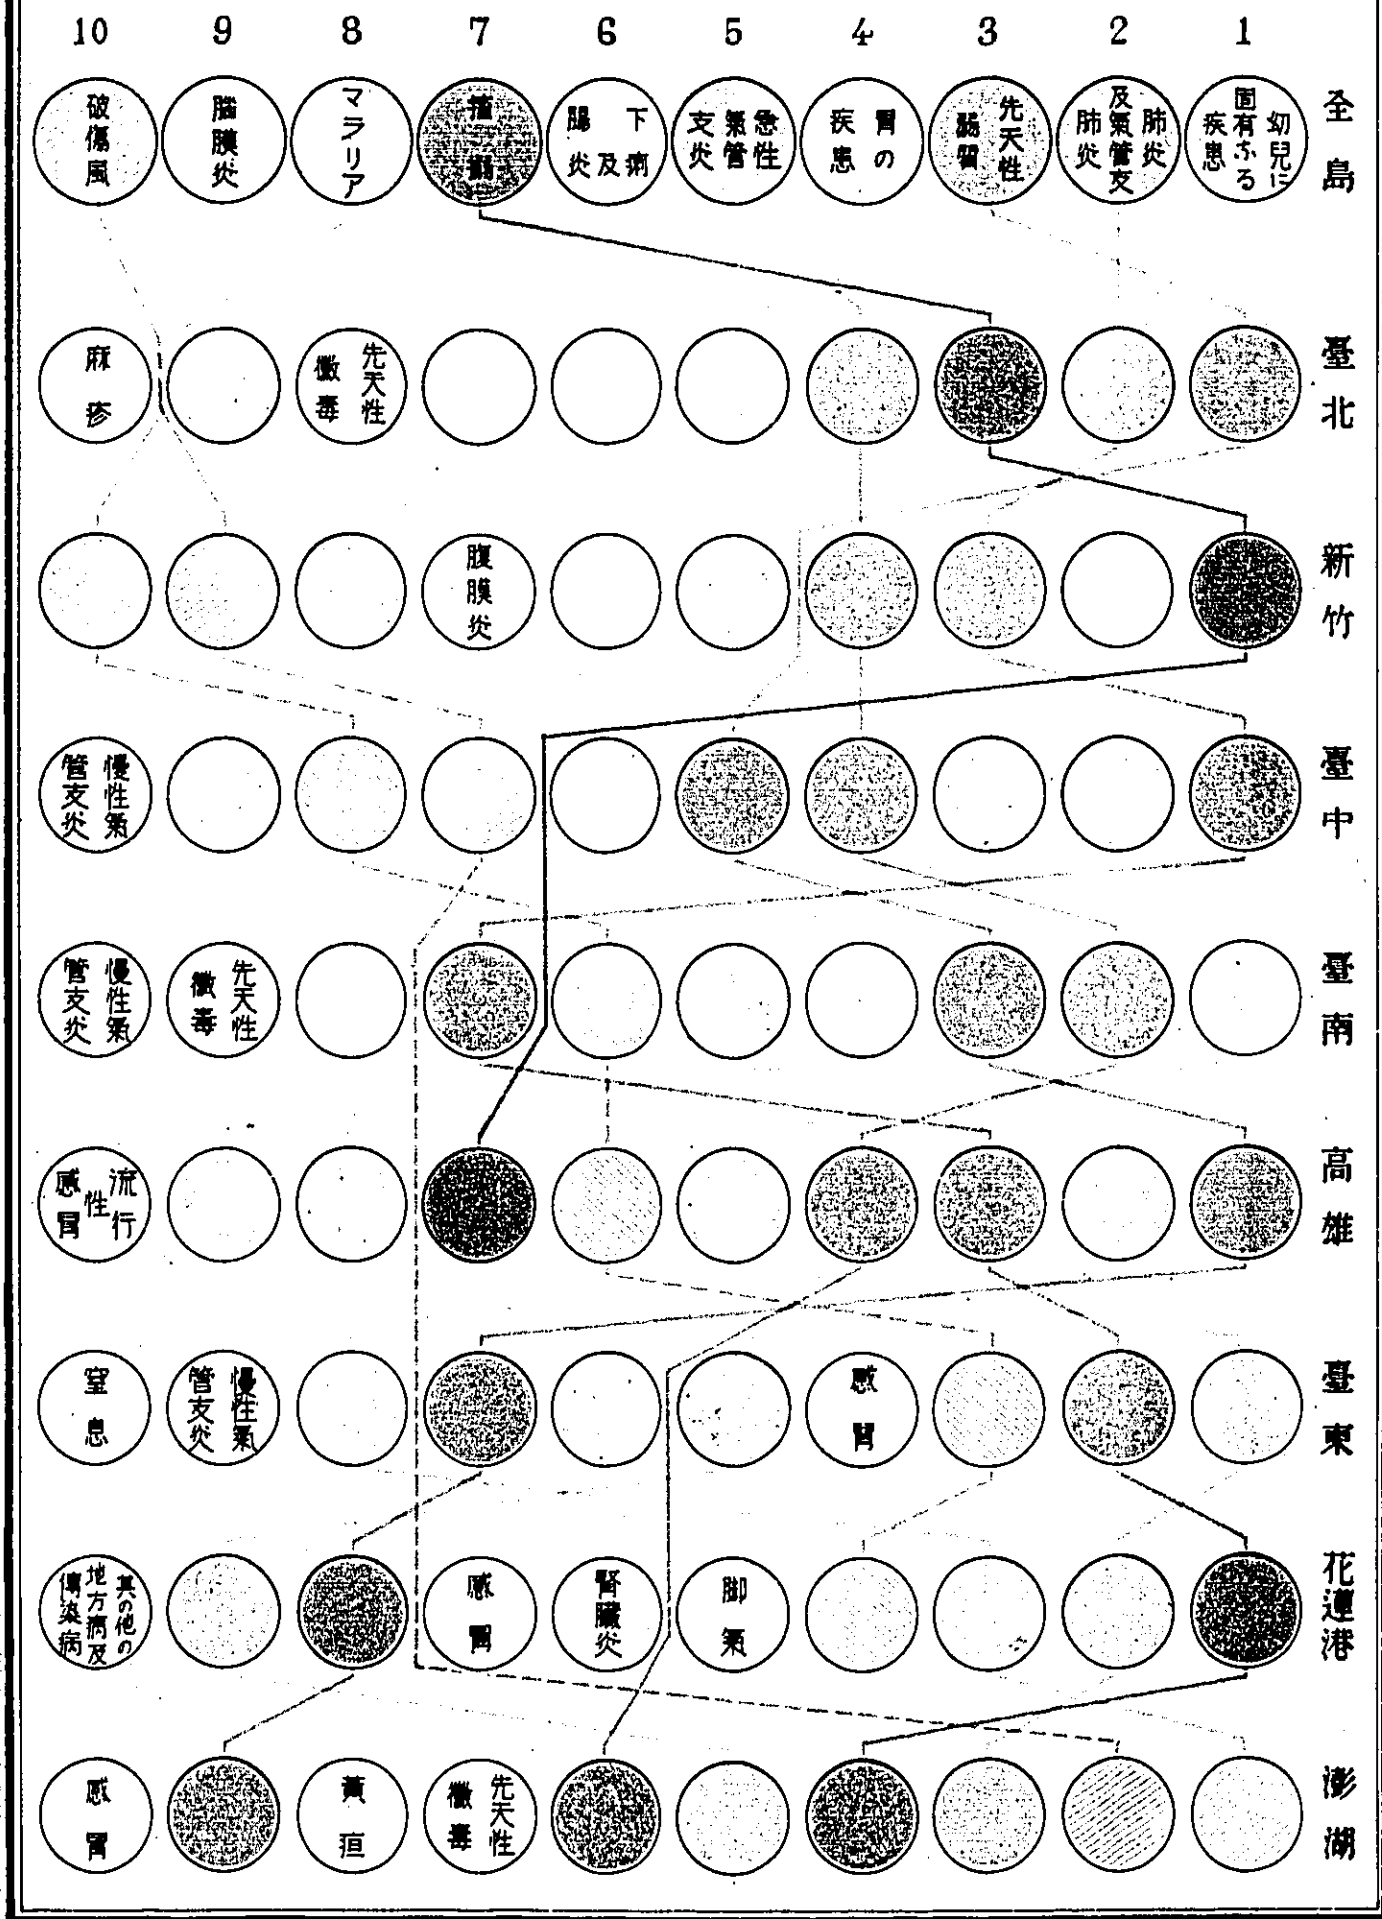 10 9 8 7 6 5 4 3 2 1
全島
幼兒に
固有ふる
疾患
肺炎
及氣管支
肺炎
先天性
弱質
胃の
疾患
急性
氣管
支炎
下痢
及
腸炎
マラリア
腦膜炎
破傷風
臺北
先天性
黴毒
麻疹
新竹
腹膜炎
臺中
慢性氣
管支炎
臺南
先天性
黴毒
慢性氣
管支炎
高雄
流行
性
感冒
臺東
感冒
慢性氣
管支炎
窒息
花蓮港
脚氣
腎臟炎
感冒
其の他の
地方病及
傳染病
澎湖
先天性
黴毒
黃疸
感冒